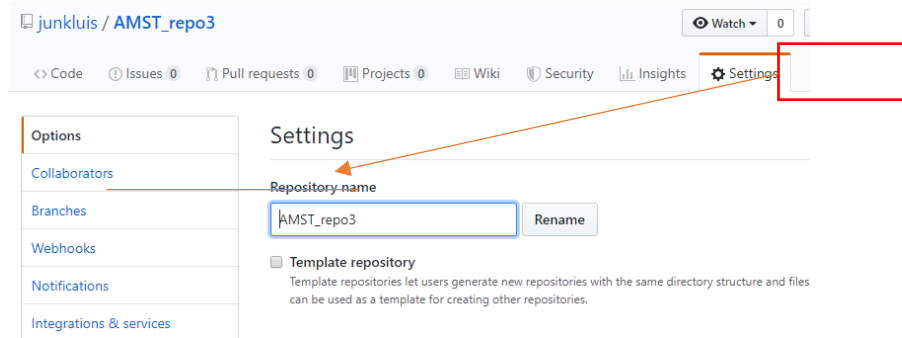 junkluis / AMST_repo3
Watch 0
Code Issues 0 Pull requests 0 Projects 0 Wiki Security Insights Settings
Options
Collaborators
Branches
Webhooks
Notifications
Integrations & services
Settings
Repository name
AMST_repo3 Rename
Template repository
Template repositories let users generate new repositories with the same directory structure and files
can be used as a template for creating other repositories.